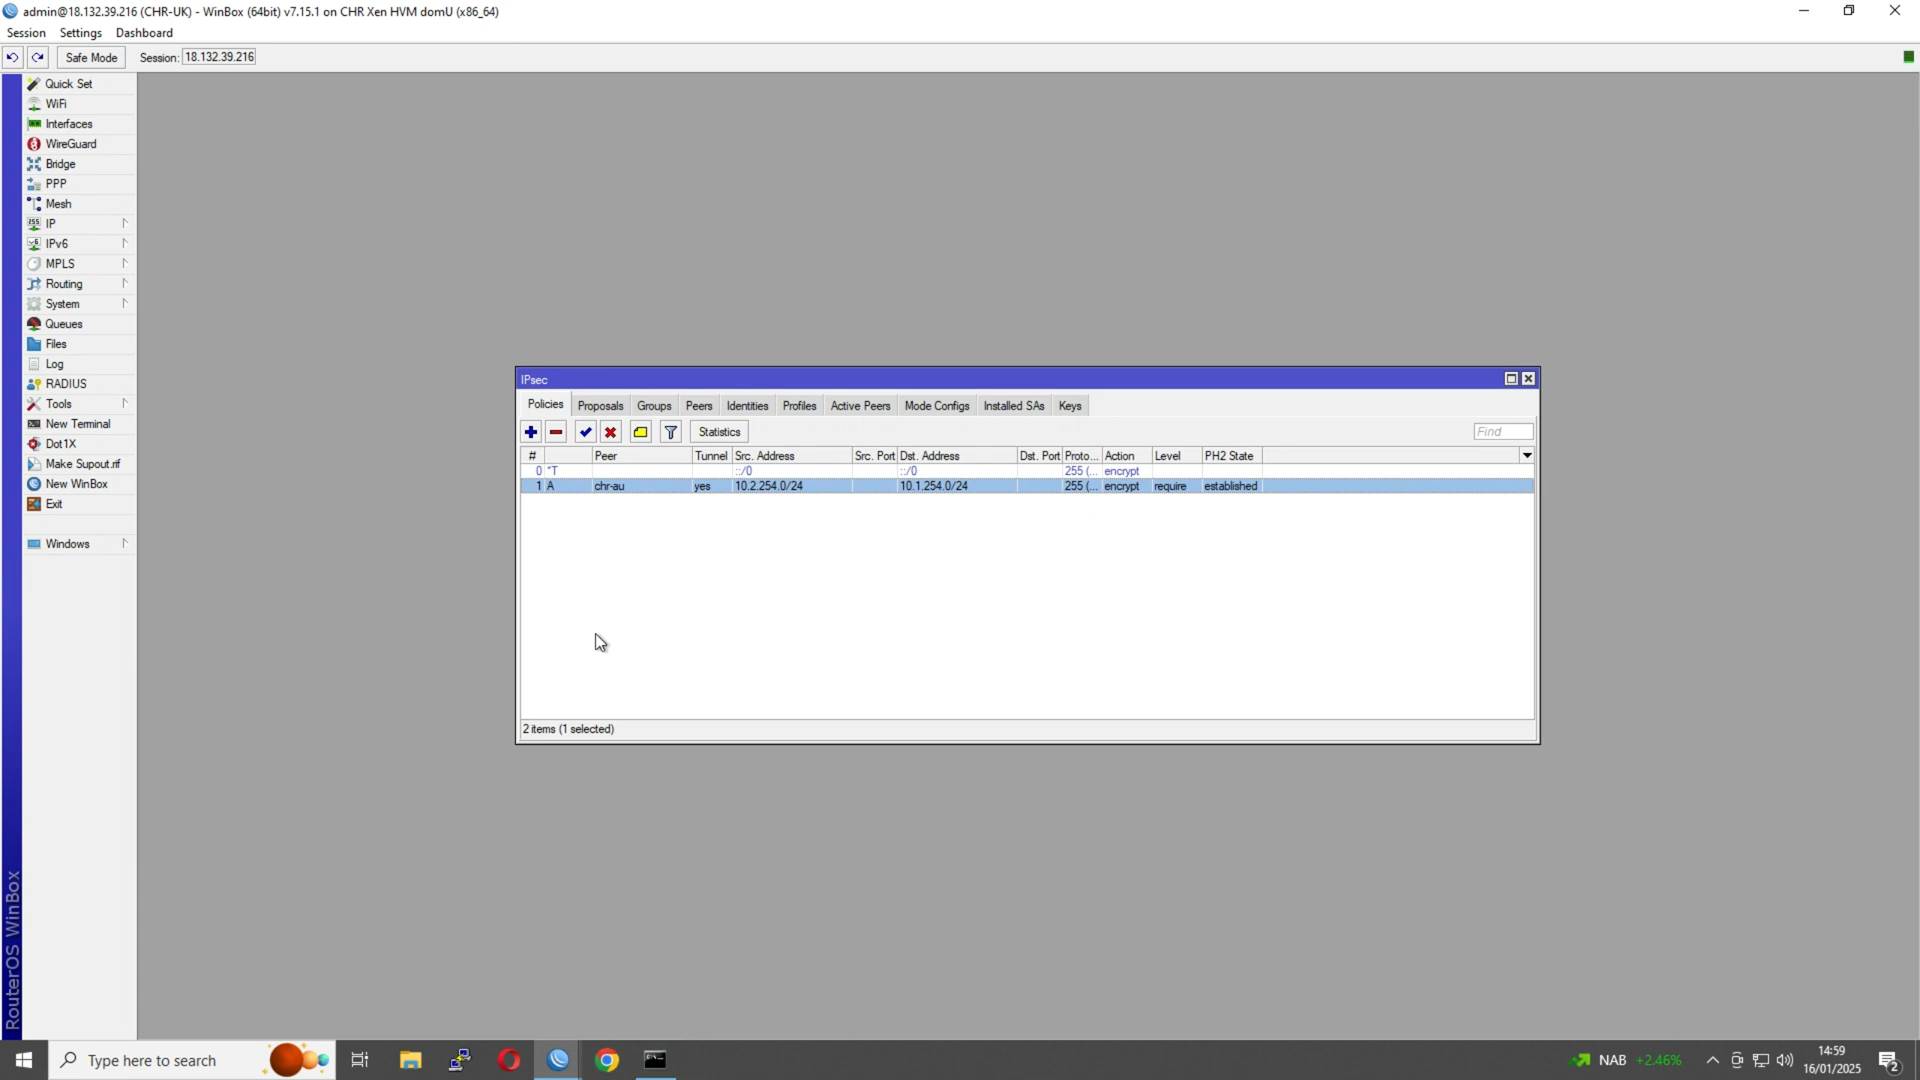 admin@18.132.39.216 (CHR-UK) - WinBox (64bit) v7.15.1 on CHR Xen HVM domU (x86_64)
Session Settings Dashboard
Safe Mode Session: 18.132.39.216
Quick Set
WiFi
Interfaces
WireGuard
Bridge
PPP
Mesh
IP
IPv6
MPLS
Routing
System
Queues
Files
Log
RADIUS
Tools
New Terminal
Dot1X
Make Supout.rif
New WinBox
Exit
Windows
RouterOS WinBox
IPsec
Policies Proposals Groups Peers Identities Profiles Active Peers Mode Configs Installed SAs Keys
Statistics Find
# Peer Tunnel Src. Address Src. Port Dst. Address Dst. Port Proto... Action Level PH2 State
0 *T ::/0 ::/0 255 (... encrypt
1 A chr-au yes 10.2.254.0/24 10.1.254.0/24 255 (... encrypt require established
2 items (1 selected)
Type here to search
NAB +2.46%
14:59
16/01/2025
2